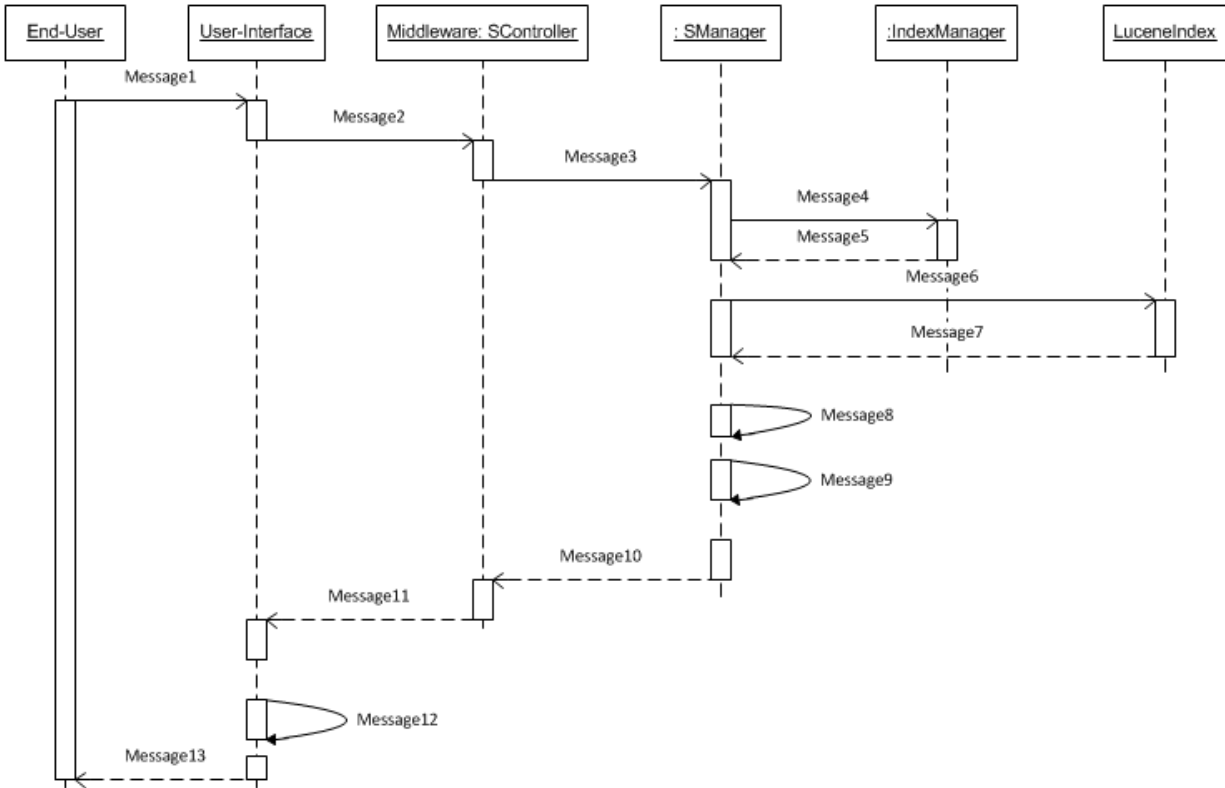 End-User
User-Interface
Middleware: SController
: SManager
:IndexManager
LuceneIndex
Message1
Message2
Message3
Message4
Message5
Message6
Message7
Message8
Message9
Message10
Message11
Message12
Message13